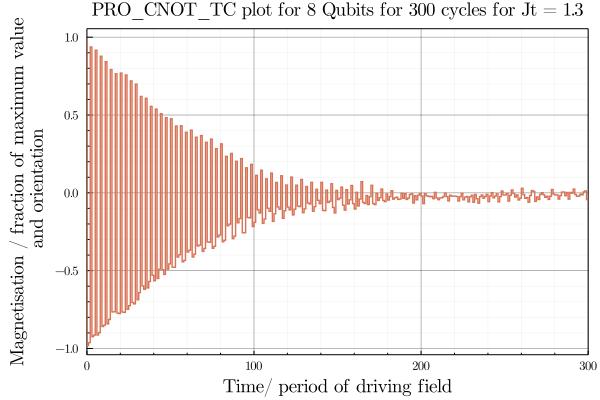 PRO_CNOT_TC plot for 8 Qubits for 300 cycles for Jt = 1.3
Magnetisation / fraction of maximum value
and orientation
1.0
0.5
0.0
−0.5
−1.0
0
100
200
300
Time/ period of driving field